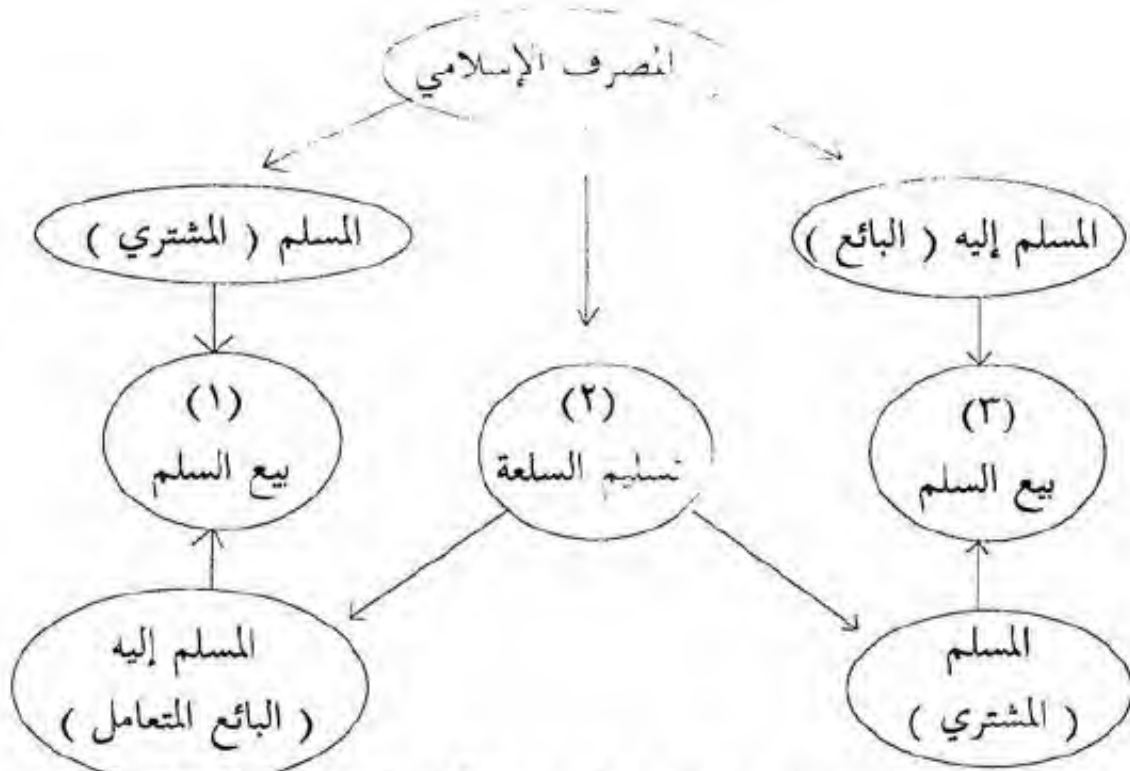 المصرف الإسلامي
المسلم إليه ( البائع )
المسلم ( المشتري )
(٣)
بيع السلم
(٢)
تسليم السلعة
(١)
بيع السلم
المسلم
( المشتري )
المسلم إليه
( البائع المتعامل )